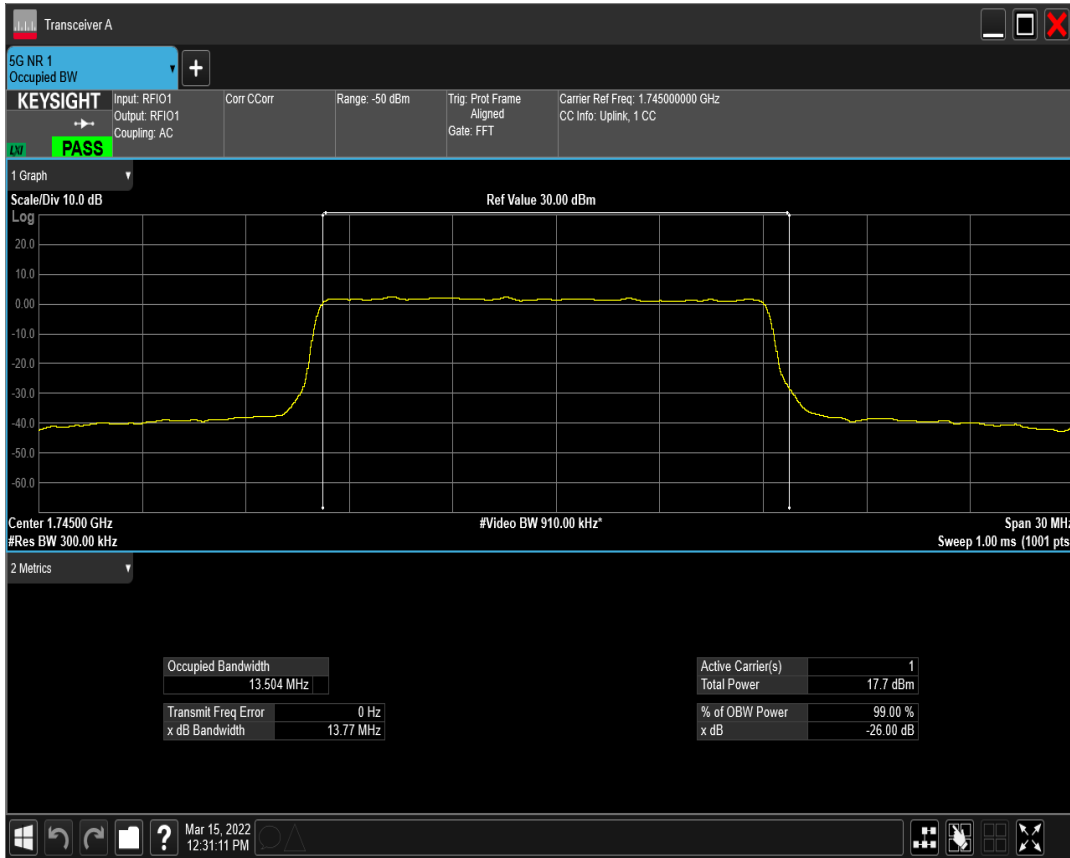 Transceiver A
5G NR 1
Occupied BW
+
KEYSIGHT
Input: RFIO1
Output: RFIO1
Coupling: AC
Corr CCorr
Range: -50 dBm
Trig: Prot Frame
Aligned
Gate: FFT
Carrier Ref Freq: 1.745000000 GHz
CC Info: Uplink, 1 CC
LXI
PASS
1 Graph
Scale/Div 10.0 dB
Ref Value 30.00 dBm
Log
20.0
10.0
0.00
-10.0
-20.0
-30.0
-40.0
-50.0
-60.0
Center 1.74500 GHz
#Video BW 910.00 kHz*
Span 30 MHz
#Res BW 300.00 kHz
Sweep 1.00 ms (1001 pts
2 Metrics
Occupied Bandwidth
13.504 MHz
Transmit Freq Error 0 Hz
x dB Bandwidth 13.77 MHz
Active Carrier(s) 1
Total Power 17.7 dBm
% of OBW Power 99.00 %
x dB -26.00 dB
?
Mar 15, 2022
12:31:11 PM